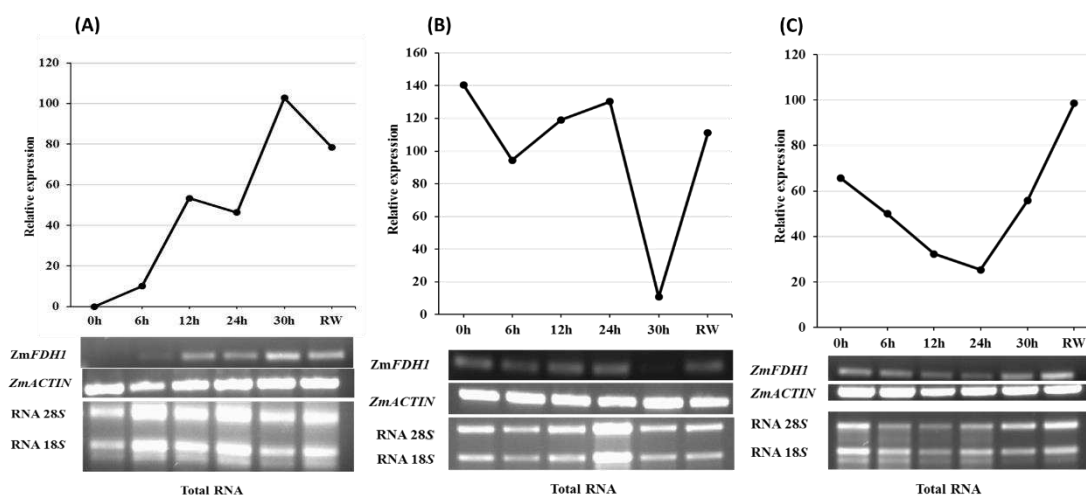 (A)
Relative expression
120
100
80
60
40
20
0
0h 6h 12h 24h 30h RW
ZmFDH1
ZmACTIN
RNA 28S
RNA 18S
Total RNA
(B)
Relative expression
160
140
120
100
80
60
40
20
0
0h 6h 12h 24h 30h RW
ZmFDH1
ZmACTIN
RNA 28S
RNA 18S
Total RNA
(C)
Relative expression
120
100
80
60
40
20
0
0h 6h 12h 24h 30h RW
ZmFDH1
ZmACTIN
RNA 28S
RNA 18S
Total RNA